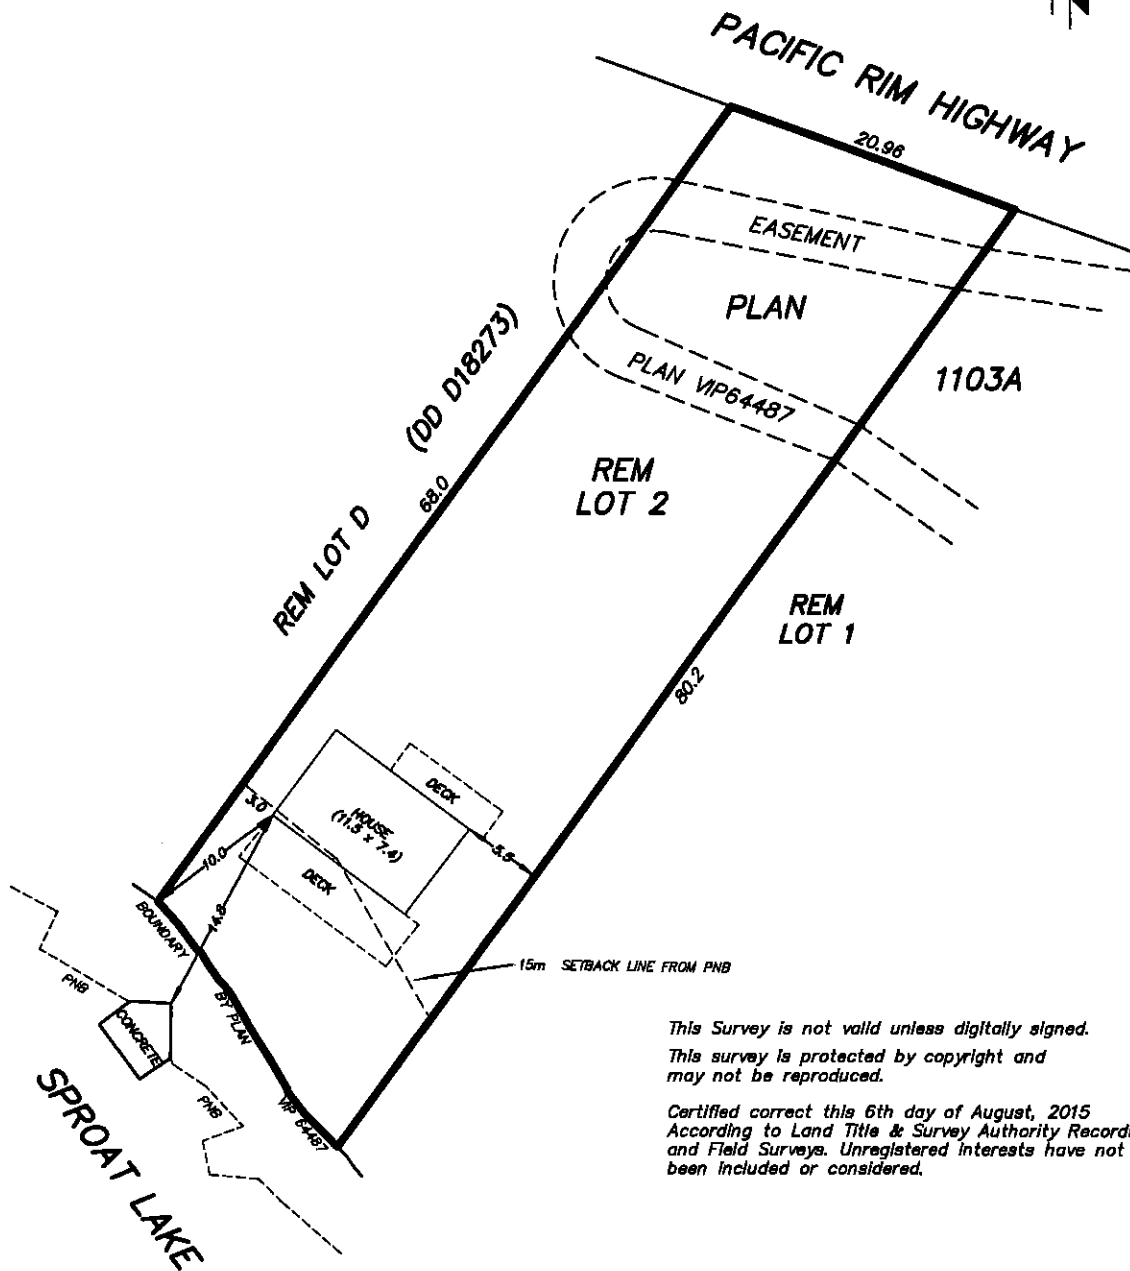 PACIFIC RIM HIGHWAY
20.96
EASEMENT
PLAN
PLAN VIP64487
1103A
(DD D18273)
REM LOT D
68.0
REM
LOT 2
REM
LOT 1
80.2
DECK
HOUSE
(11.5 x 7.4)
3.0
5.5
10.0
14.8
DECK
BOUNDARY
BY PLAN
VIP 64487
PNB
CONCRETE
PNB
15m SETBACK LINE FROM PNB
SPROAT LAKE
This Survey is not valid unless digitally signed.
This survey is protected by copyright and
may not be reproduced.
Certified correct this 6th day of August, 2015
According to Land Title & Survey Authority Record
and Field Surveys. Unregistered interests have not
been included or considered.